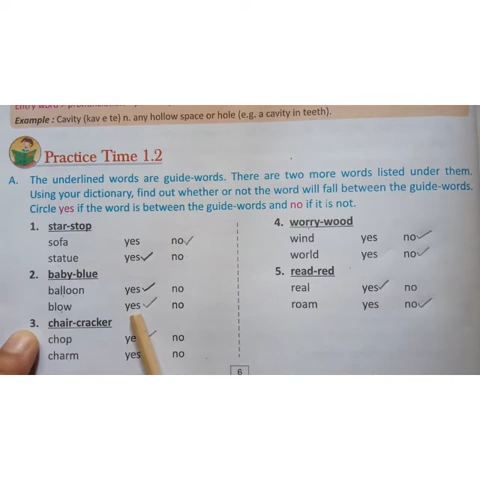 Example : Cavity (kav e te) n. any hollow space or hole (e.g. a cavity in teeth).
Practice Time 1.2
A. The underlined words are guide-words. There are two more words listed under them.
Using your dictionary, find out whether or not the word will fall between the guide-words.
Circle yes if the word is between the guide-words and no if it is not.
1. star-stop
sofa yes no
statue yes no
2. baby-blue
balloon yes no
blow yes no
3. chair-cracker
chop ye no
charm yes no
4. worry-wood
wind yes no
world yes no
5. read-red
real yes no
roam yes no
6